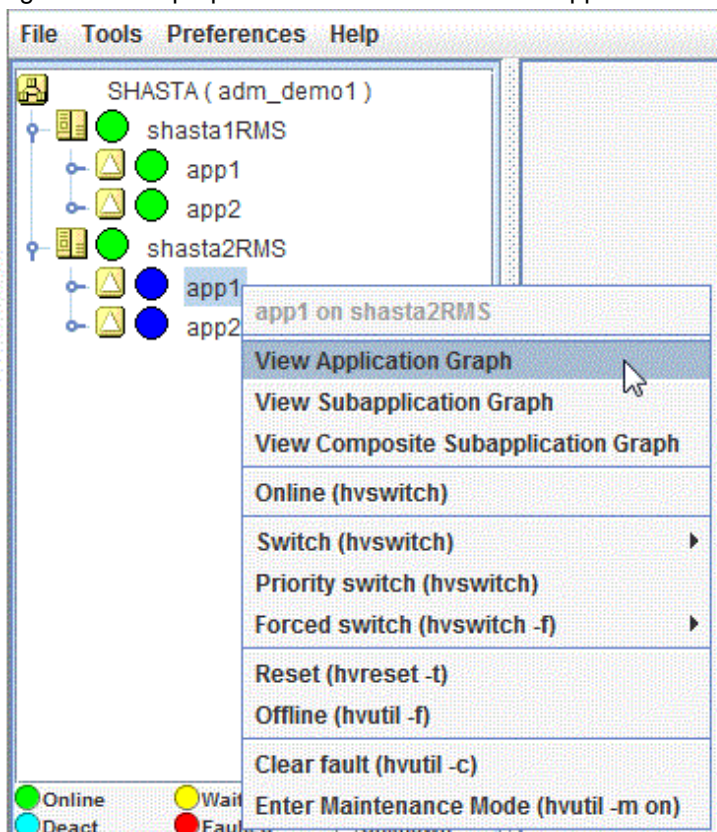 File Tools Preferences Help
SHASTA ( adm_demo1 )
shasta1RMS
app1
app2
shasta2RMS
app1
app2
app1 on shasta2RMS
View Application Graph
View Subapplication Graph
View Composite Subapplication Graph
Online (hvswitch)
Switch (hvswitch)
Priority switch (hvswitch)
Forced switch (hvswitch -f)
Reset (hvreset -t)
Offline (hvutil -f)
Clear fault (hvutil -c)
Enter Maintenance Mode (hvutil -m on)
Online Wait
Deact